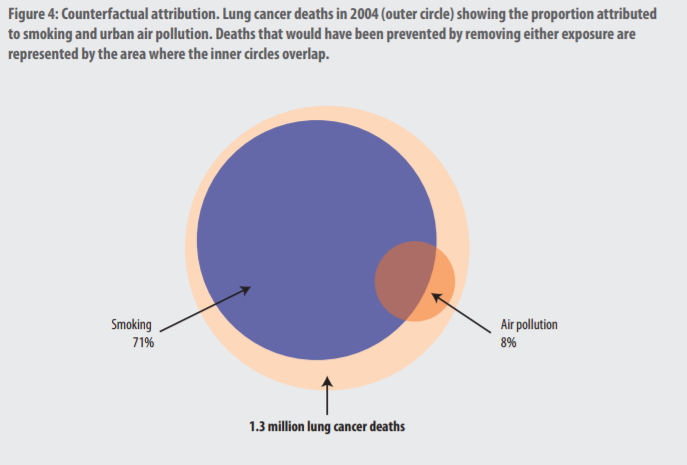 Figure 4: Counterfactual attribution. Lung cancer deaths in 2004 (outer circle) showing the proportion attributed
to smoking and urban air pollution. Deaths that would have been prevented by removing either exposure are
represented by the area where the inner circles overlap.
Smoking
71%
Air pollution
8%
1.3 million lung cancer deaths